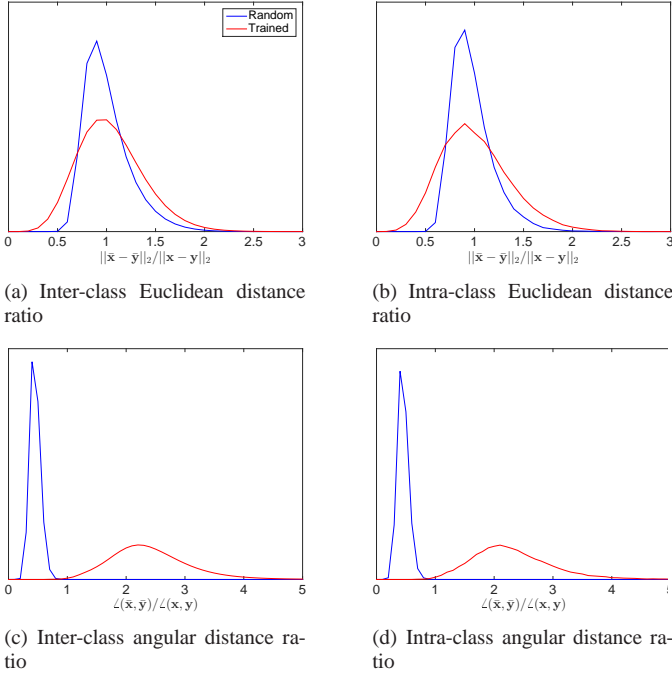 Random
Trained
0 0.5 1 1.5 2 2.5 3
||x̄ − ȳ||₂/||x − y||₂
(a) Inter-class Euclidean distance
ratio
0 0.5 1 1.5 2 2.5 3
||x̄ − ȳ||₂/||x − y||₂
(b) Intra-class Euclidean distance
ratio
0 1 2 3 4 5
∠(x̄, ȳ)/∠(x, y)
(c) Inter-class angular distance ra-
tio
0 1 2 3 4 5
∠(x̄, ȳ)/∠(x, y)
(d) Intra-class angular distance ra-
tio